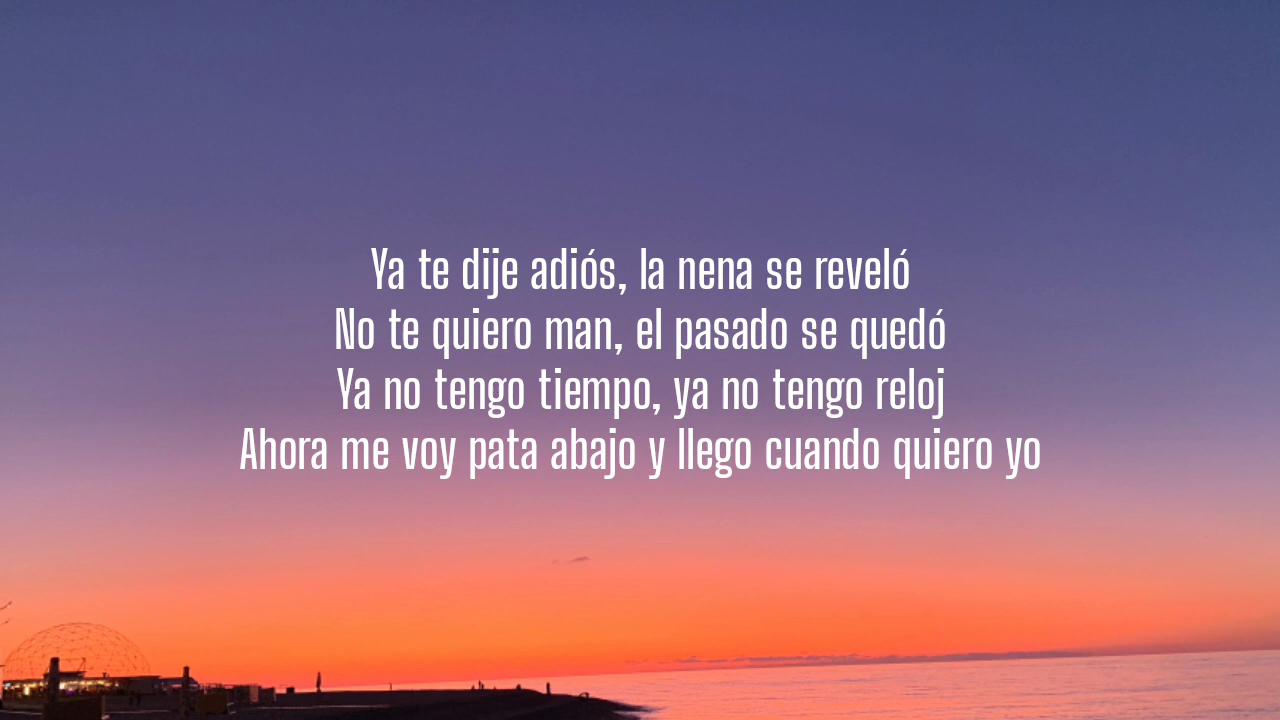 Ya te dije adiós, la nena se reveló
No te quiero man, el pasado se quedó
Ya no tengo tiempo, ya no tengo reloj
Ahora me voy pata abajo y llego cuando quiero yo